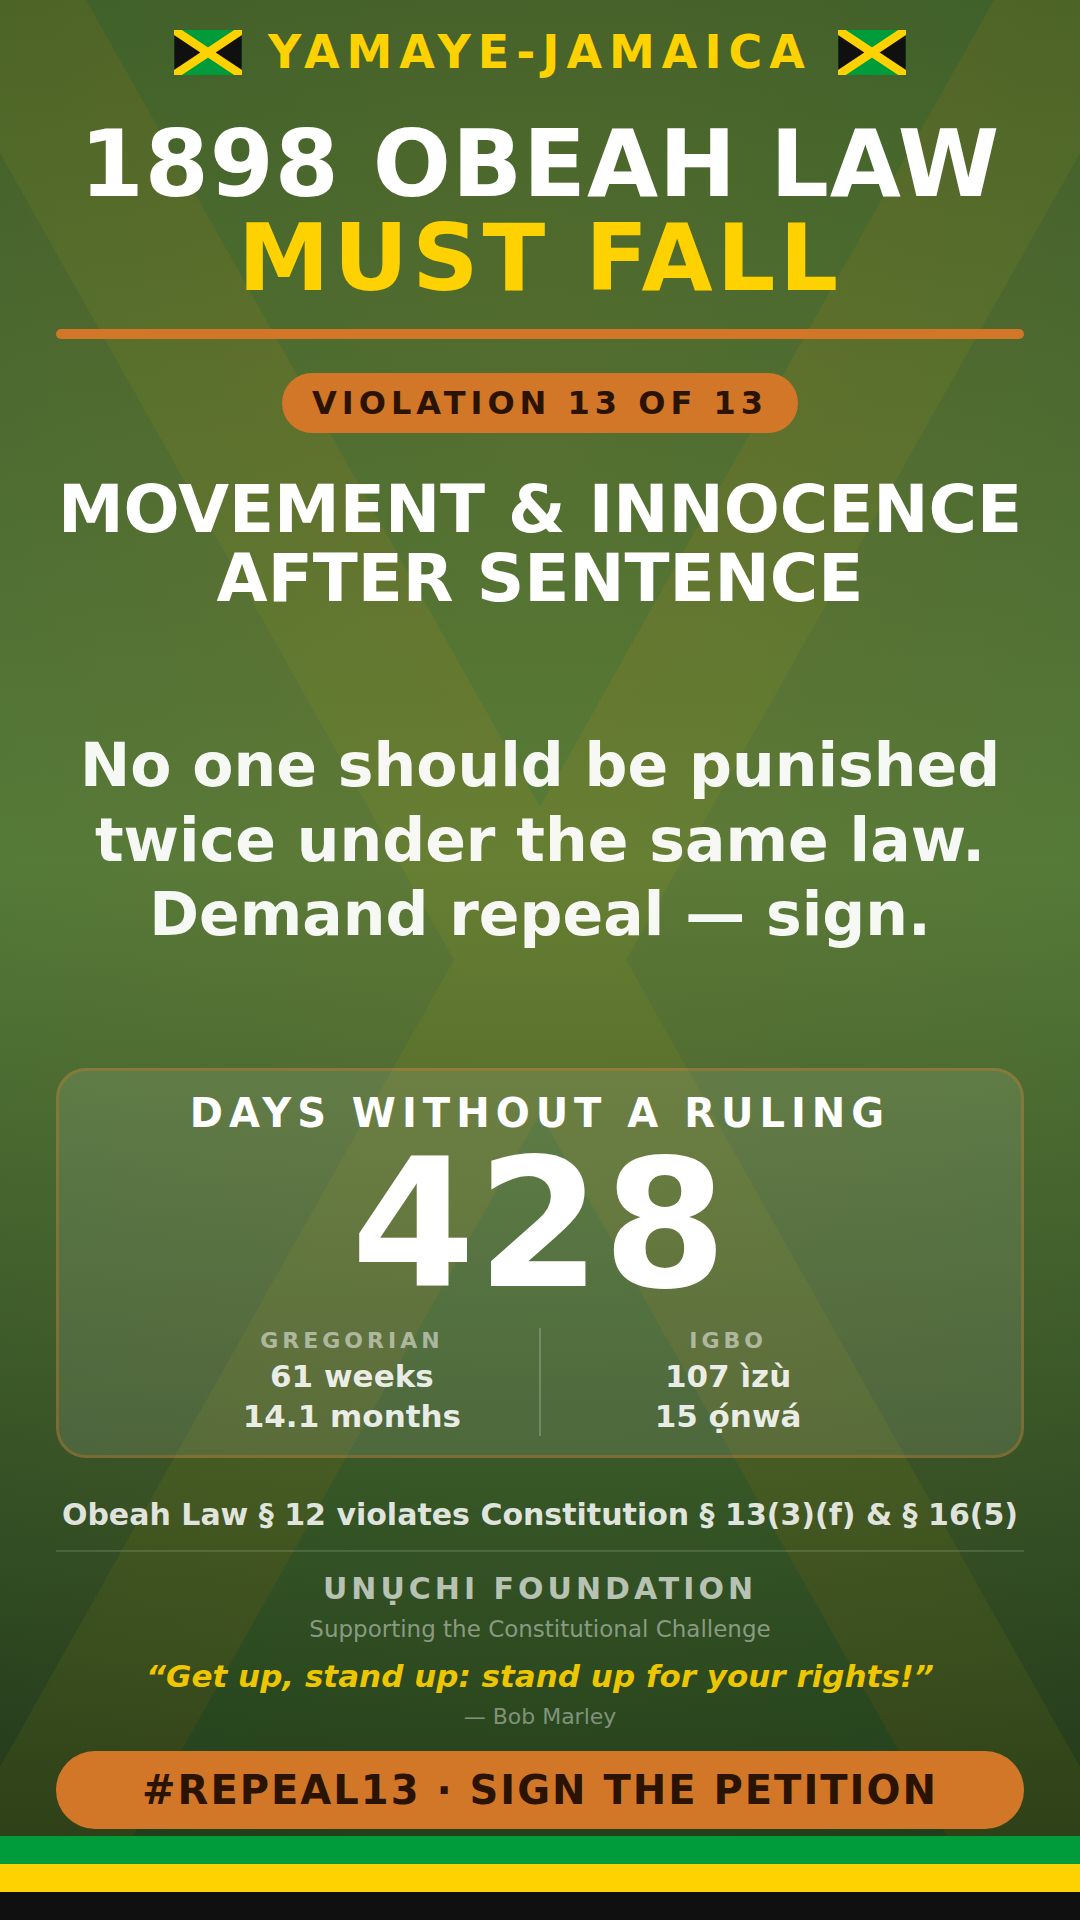 YAMAYE-JAMAICA
1898 OBEAH LAW
MUST FALL
VIOLATION 13 OF 13
MOVEMENT & INNOCENCE
AFTER SENTENCE
No one should be punished
twice under the same law.
Demand repeal — sign.
DAYS WITHOUT A RULING
428
GREGORIAN
61 weeks
14.1 months
IGBO
107 ìzù
15 ọ́nwá
Obeah Law § 12 violates Constitution § 13(3)(f) & § 16(5)
UNỤCHI FOUNDATION
Supporting the Constitutional Challenge
“Get up, stand up: stand up for your rights!”
— Bob Marley
#REPEAL13 · SIGN THE PETITION